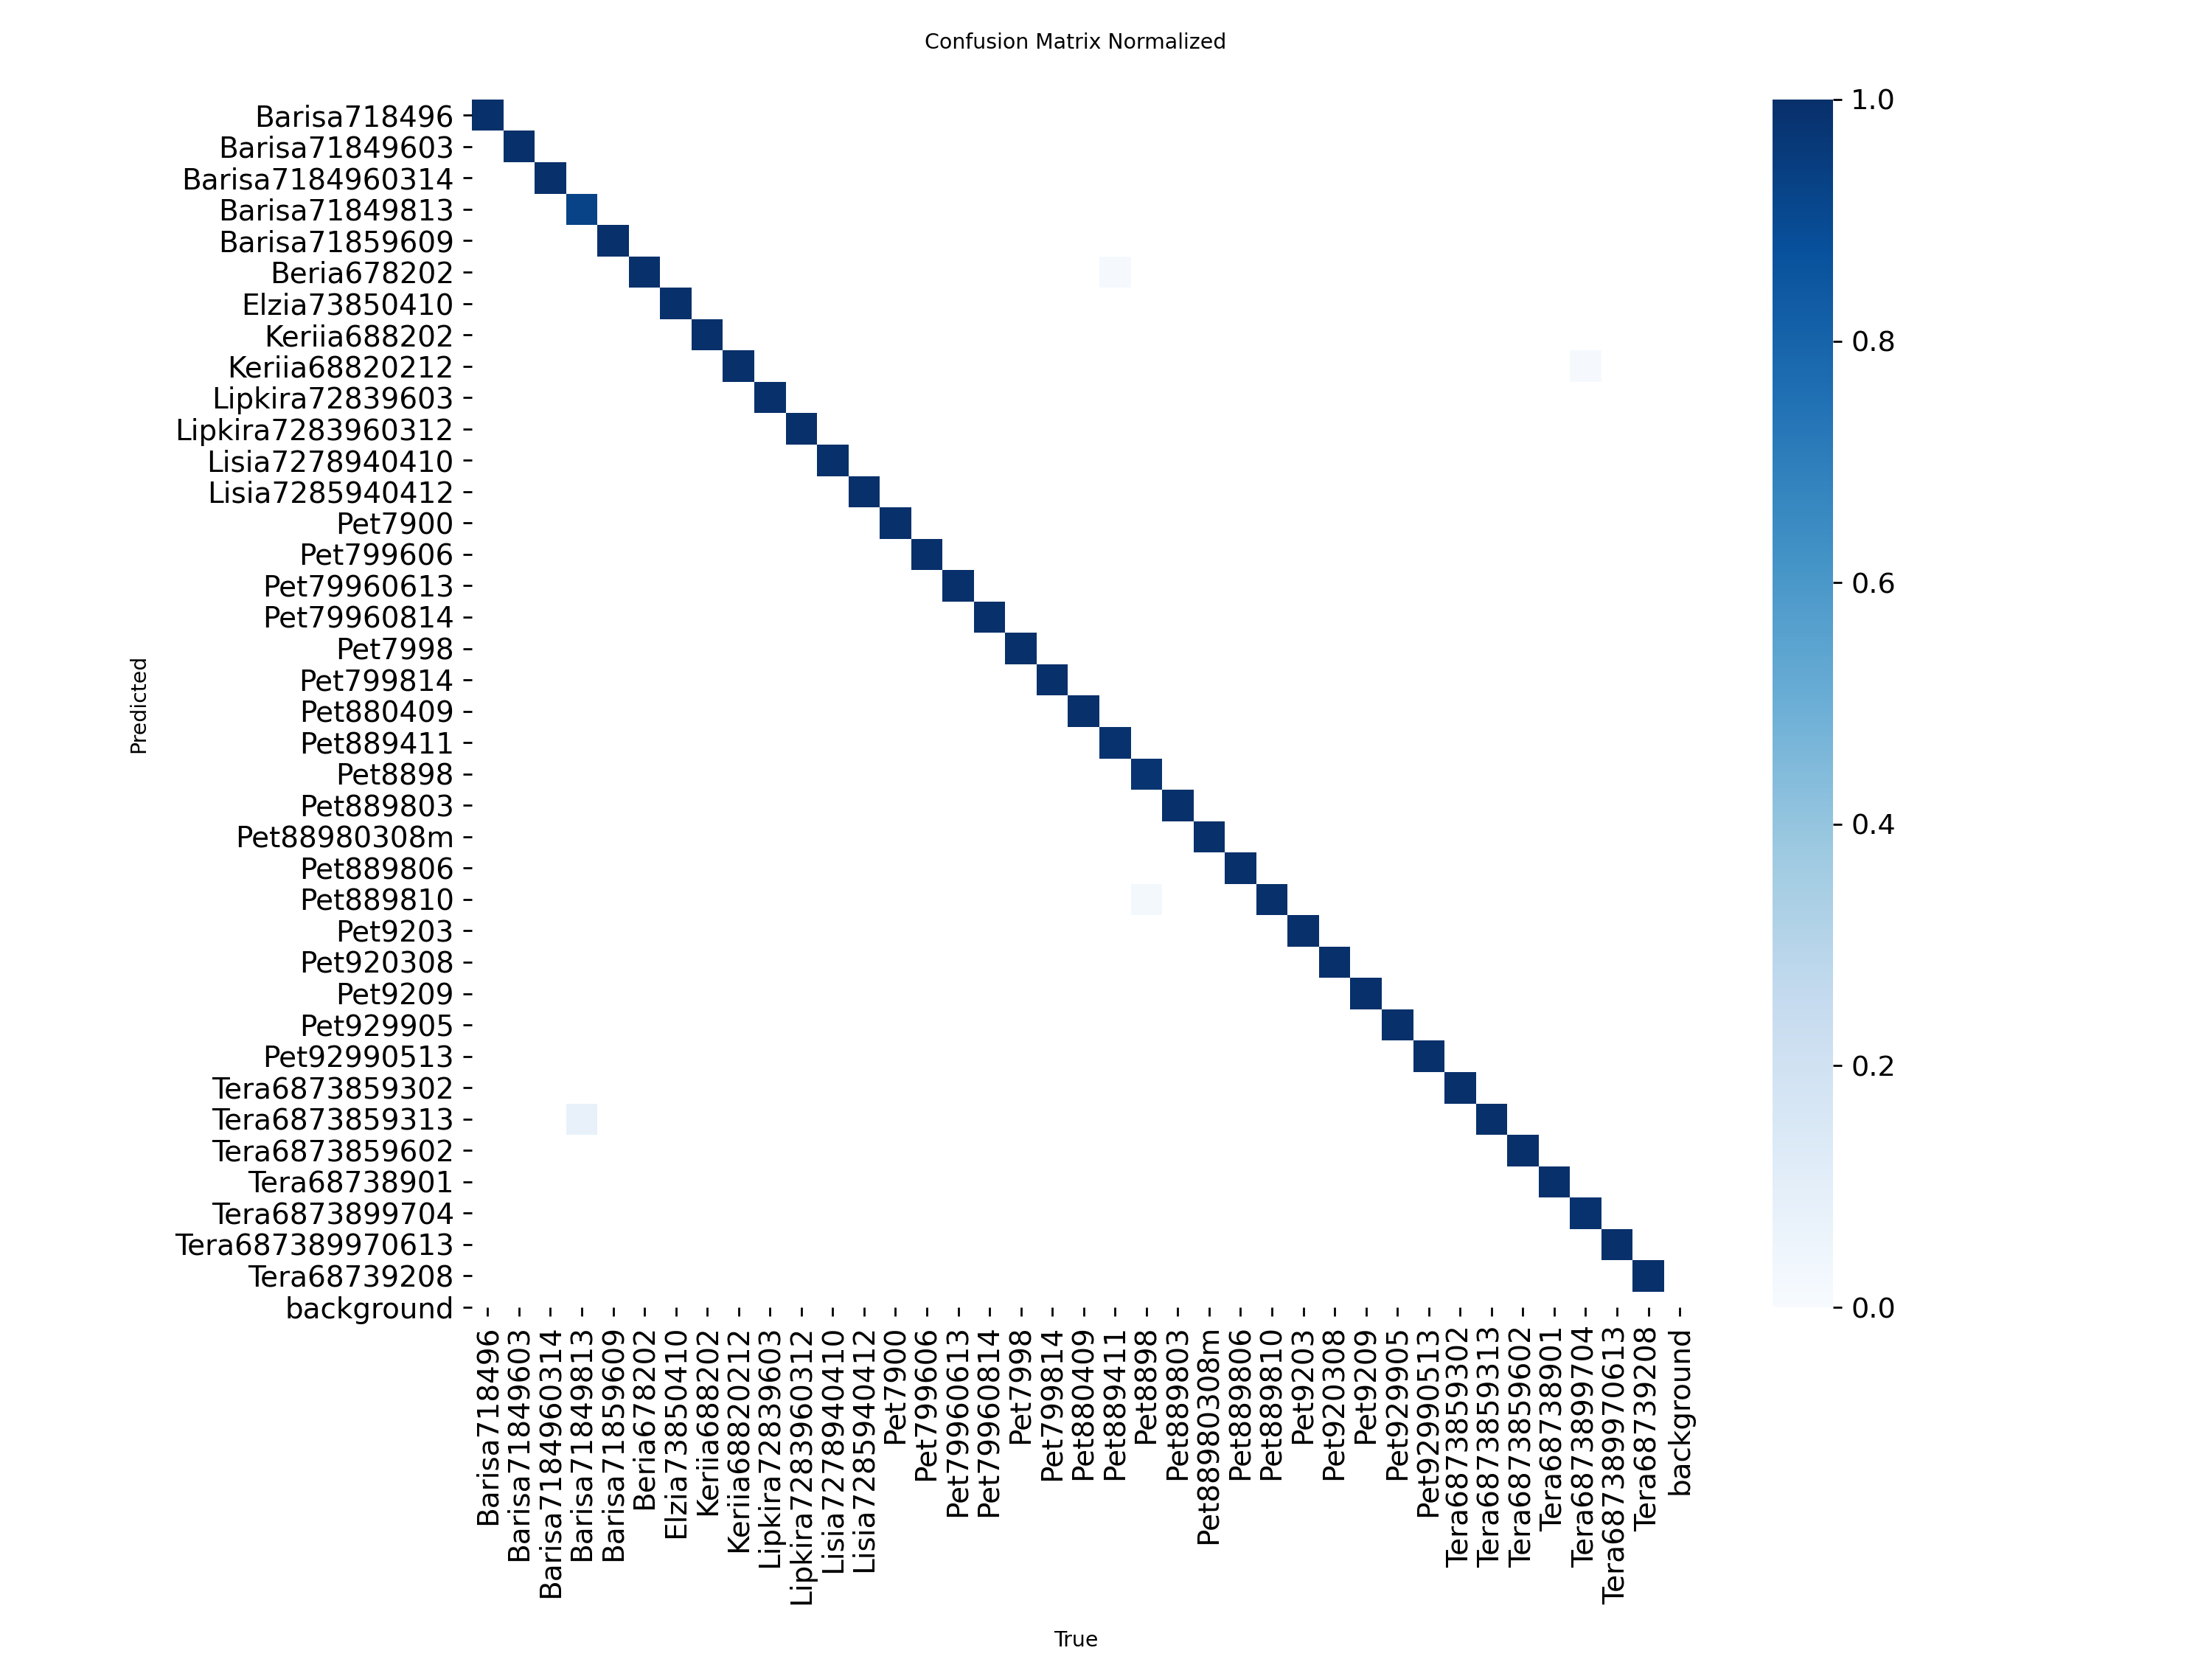 Confusion Matrix Normalized
Predicted
Barisa718496
Barisa71849603
Barisa7184960314
Barisa71849813
Barisa71859609
Beria678202
Elzia73850410
Keriia688202
Keriia68820212
Lipkira72839603
Lipkira7283960312
Lisia7278940410
Lisia7285940412
Pet7900
Pet799606
Pet79960613
Pet79960814
Pet7998
Pet799814
Pet880409
Pet889411
Pet8898
Pet889803
Pet88980308m
Pet889806
Pet889810
Pet9203
Pet920308
Pet9209
Pet929905
Pet92990513
Tera6873859302
Tera6873859313
Tera6873859602
Tera68738901
Tera6873899704
Tera687389970613
Tera68739208
background
Barisa718496
Barisa71849603
Barisa7184960314
Barisa71849813
Barisa71859609
Beria678202
Elzia73850410
Keriia688202
Keriia68820212
Lipkira72839603
Lipkira7283960312
Lisia7278940410
Lisia7285940412
Pet7900
Pet799606
Pet79960613
Pet79960814
Pet7998
Pet799814
Pet880409
Pet889411
Pet8898
Pet889803
Pet88980308m
Pet889806
Pet889810
Pet9203
Pet920308
Pet9209
Pet929905
Pet92990513
Tera6873859302
Tera6873859313
Tera6873859602
Tera68738901
Tera6873899704
Tera687389970613
Tera68739208
background
True
1.0
0.8
0.6
0.4
0.2
0.0